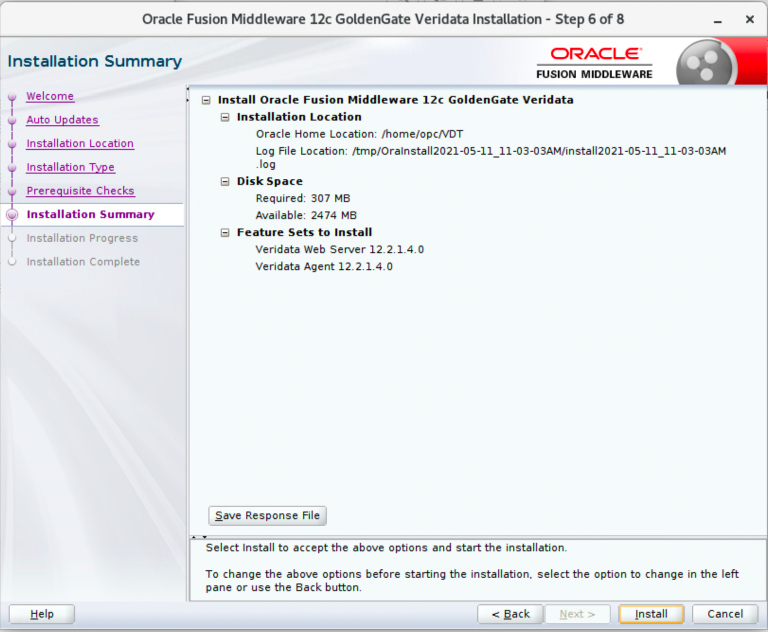 Oracle Fusion Middleware 12c GoldenGate Veridata Installation - Step 6 of 8
Installation Summary
ORACLE
FUSION MIDDLEWARE
Welcome
Auto Updates
Installation Location
Installation Type
Prerequisite Checks
Installation Summary
Installation Progress
Installation Complete
Install Oracle Fusion Middleware 12c GoldenGate Veridata
Installation Location
Oracle Home Location: /home/opc/VDT
Log File Location: /tmp/OraInstall2021-05-11_11-03-03AM/install2021-05-11_11-03-03AM
.log
Disk Space
Required: 307 MB
Available: 2474 MB
Feature Sets to Install
Veridata Web Server 12.2.1.4.0
Veridata Agent 12.2.1.4.0
Save Response File
Select Install to accept the above options and start the installation.
To change the above options before starting the installation, select the option to change in the left
pane or use the Back button.
Help
< Back
Next >
Install
Cancel